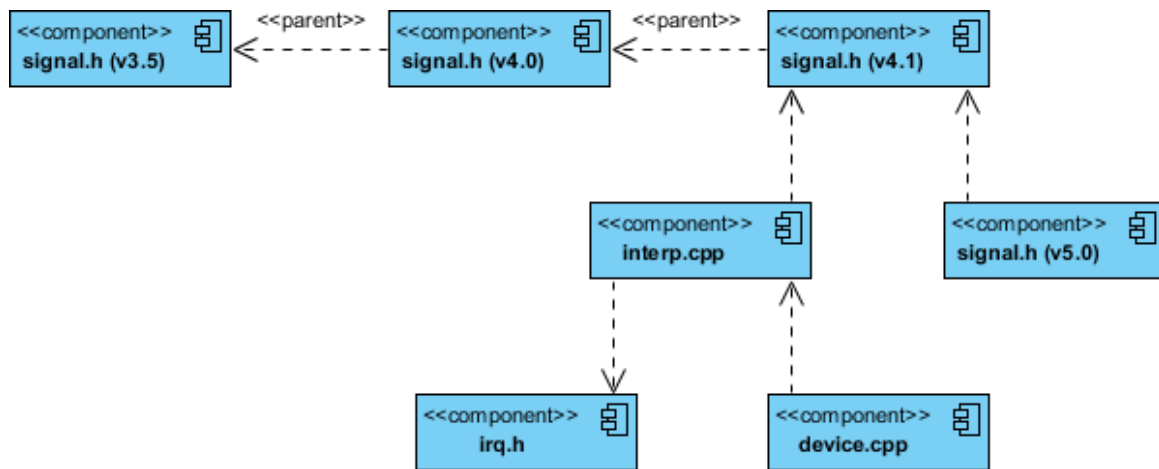 <<component>>
signal.h (v3.5)
<<parent>>
<<component>>
signal.h (v4.0)
<<parent>>
<<component>>
signal.h (v4.1)
<<component>>
interp.cpp
<<component>>
signal.h (v5.0)
<<component>>
irq.h
<<component>>
device.cpp